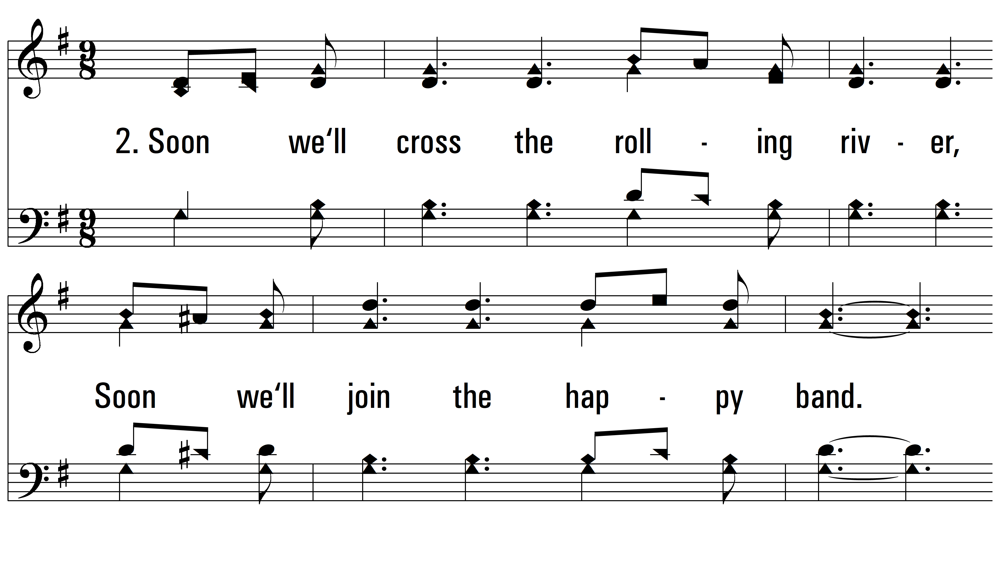 2. Soon we‘ll cross the roll - ing riv - er,
Soon we‘ll join the hap - py band.